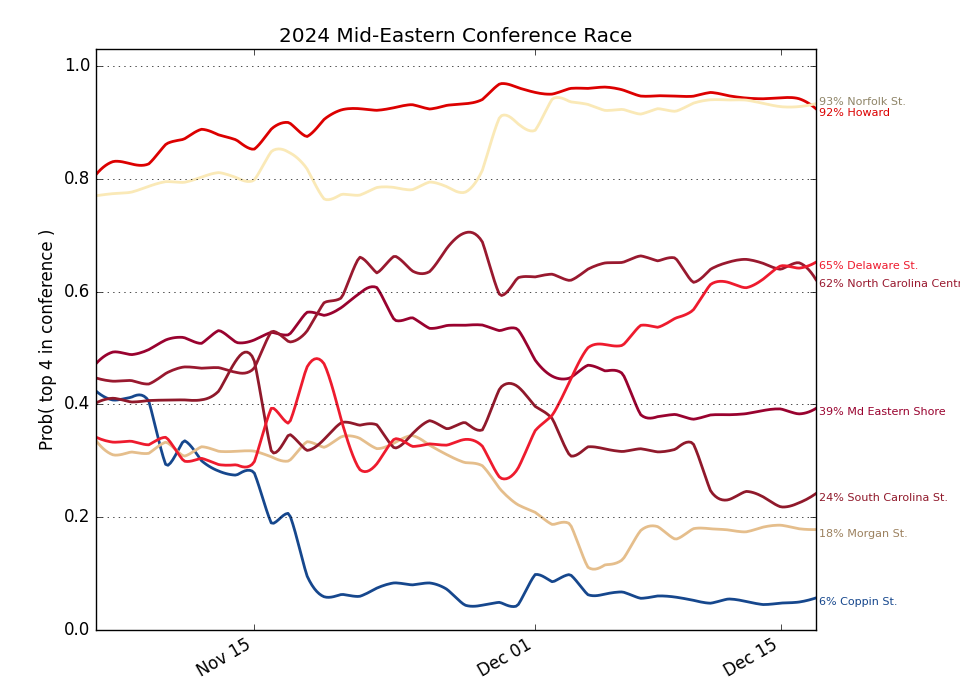 2024 Mid-Eastern Conference Race
1.0
0.8
0.6
0.4
0.2
0.0
Prob( top 4 in conference )
Nov 15
Dec 01
Dec 15
93% Norfolk St.
92% Howard
65% Delaware St.
62% North Carolina Centr
39% Md Eastern Shore
24% South Carolina St.
18% Morgan St.
6% Coppin St.